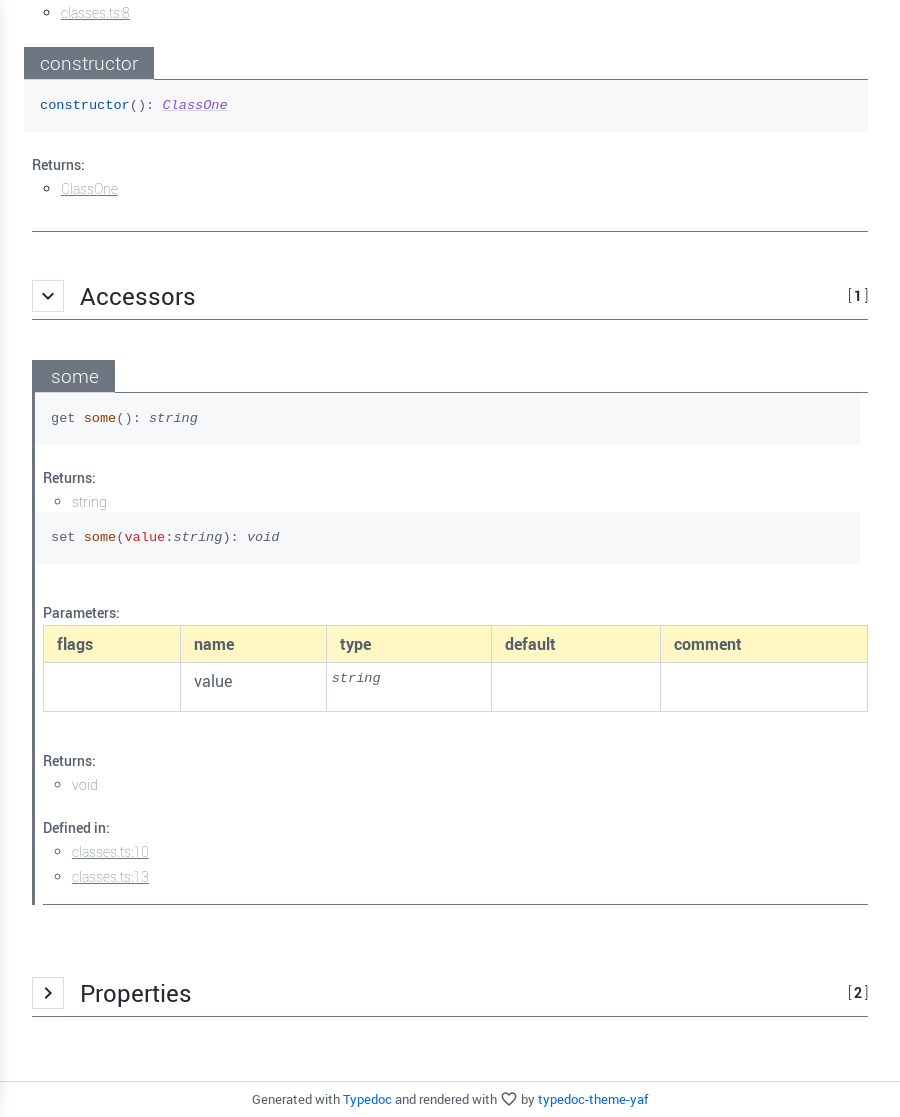 classes.ts:8
constructor
constructor(): ClassOne
Returns:
ClassOne
Accessors [ 1 ]
some
get some(): string
Returns:
string
set some(value:string): void
Parameters:
flags name type default comment
value string
Returns:
void
Defined in:
classes.ts:10
classes.ts:13
Properties [ 2 ]
Generated with Typedoc and rendered with ♡ by typedoc-theme-yaf